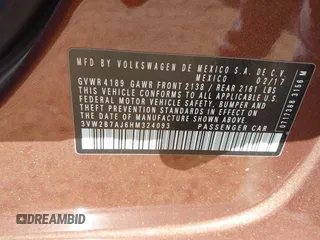 MFD. BY VOLKSWAGEN DE MEXICO S.A. DE C.V.
MEXICO 02/17
GVWR 4189 GAWR FRONT 2138 / REAR 2161 LBS
THIS VEHICLE CONFORMS TO ALL APPLICABLE
FEDERAL MOTOR VEHICLE SAFETY, BUMPER AND
THEFT PREVENTION STANDARDS IN EFFECT ON THE
DATE OF MANUFACTURE SHOWN ABOVE.
3VW2B7AJ6HM324093 PASSENGER CAR
0717388 3156 M
DREAMBID